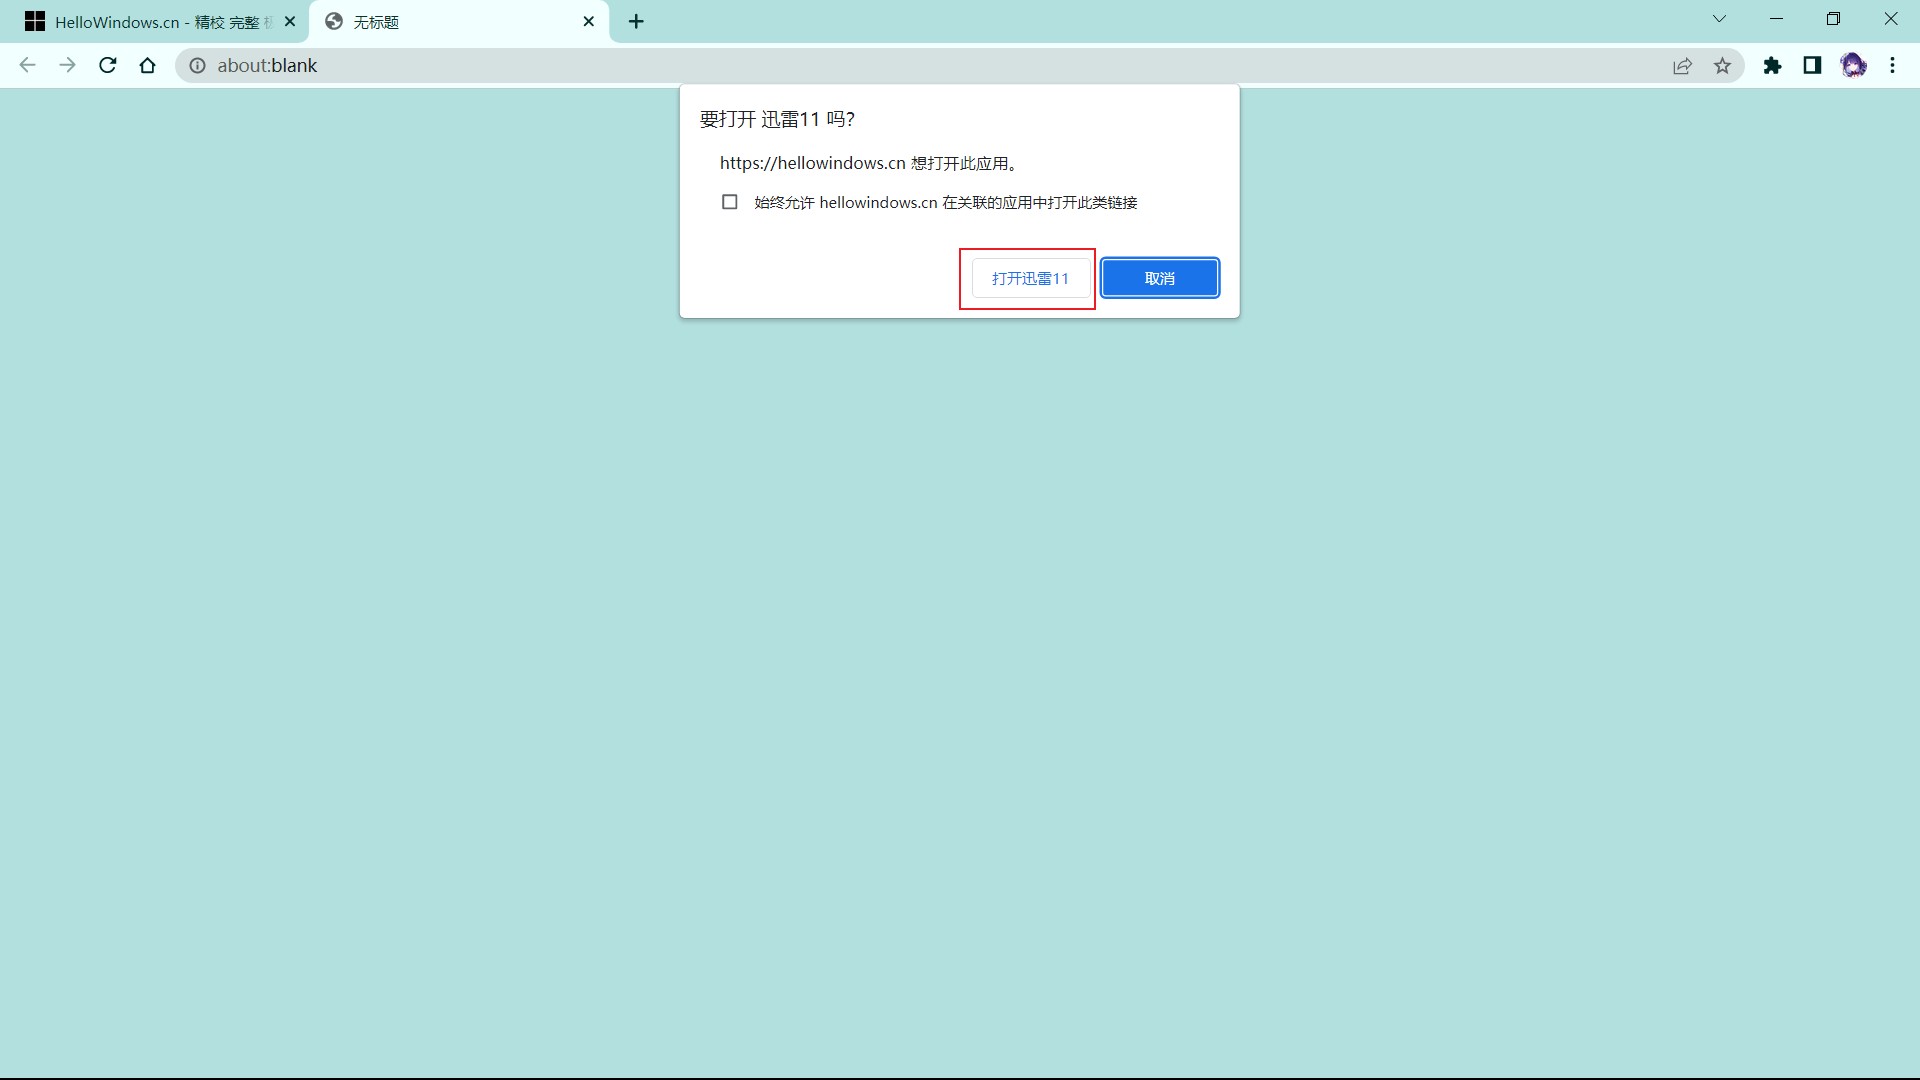 HelloWindows.cn - 精校 完整
无标题
about:blank
要打开 迅雷11 吗?
https://hellowindows.cn 想打开此应用。
始终允许 hellowindows.cn 在关联的应用中打开此类链接
打开迅雷11
取消